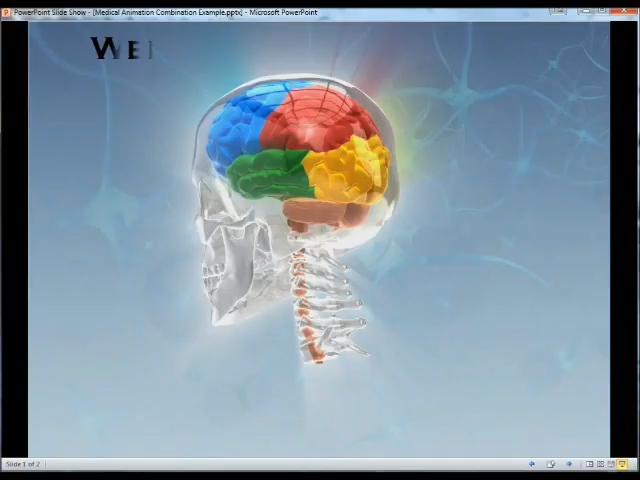 PowerPoint Slide Show - [Medical Animation Combination Example.pptx] - Microsoft PowerPoint
WE
Slide 1 of 2